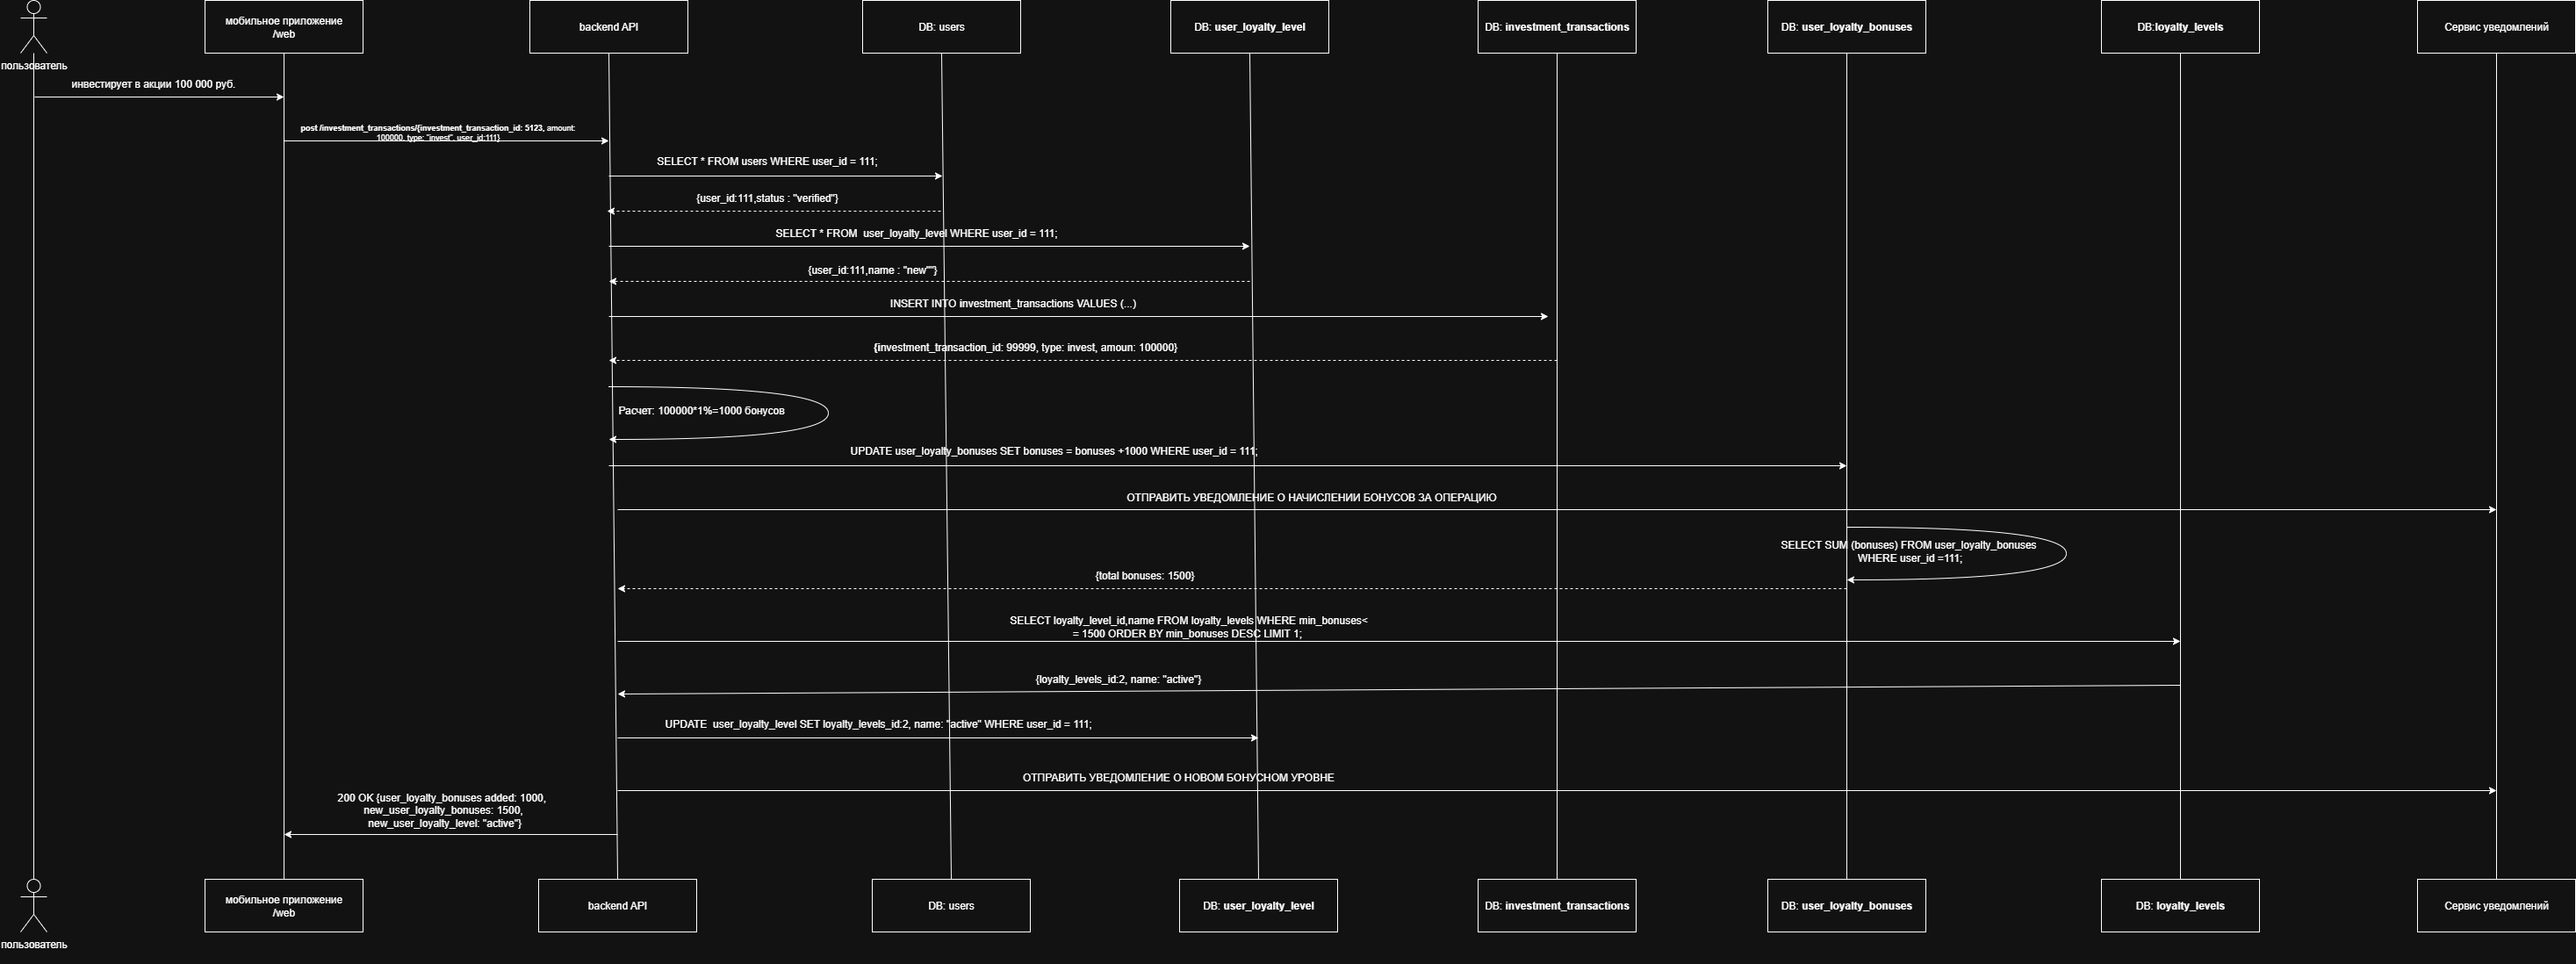 мобильное приложение
/web
backend API
DB: users
DB: user_loyalty_level
DB: investment_transactions
DB: user_loyalty_bonuses
DB:loyalty_levels
Сервис уведомлений
пользователь
инвестирует в акции 100 000 руб.
post /investment_transactions/{investment_transaction_id: 5123, amount:
100000, type: "invest", user_id:111}
SELECT * FROM users WHERE user_id = 111;
{user_id:111,status : "verified"}
SELECT * FROM  user_loyalty_level WHERE user_id = 111;
{user_id:111,name : "new""}
INSERT INTO investment_transactions VALUES (...)
{investment_transaction_id: 99999, type: invest, amoun: 100000}
Расчет: 100000*1%=1000 бонусов
UPDATE user_loyalty_bonuses SET bonuses = bonuses +1000 WHERE user_id = 111;
ОТПРАВИТЬ УВЕДОМЛЕНИЕ О НАЧИСЛЕНИИ БОНУСОВ ЗА ОПЕРАЦИЮ
SELECT SUM (bonuses) FROM user_loyalty_bonuses
WHERE user_id =111;
{total bonuses: 1500}
SELECT loyalty_level_id,name FROM loyalty_levels WHERE min_bonuses<
= 1500 ORDER BY min_bonuses DESC LIMIT 1;
{loyalty_levels_id:2, name: "active"}
UPDATE  user_loyalty_level SET loyalty_levels_id:2, name: "active" WHERE user_id = 111;
ОТПРАВИТЬ УВЕДОМЛЕНИЕ О НОВОМ БОНУСНОМ УРОВНЕ
200 OK {user_loyalty_bonuses added: 1000,
new_user_loyalty_bonuses: 1500,
new_user_loyalty_level: "active"}
мобильное приложение
/web
backend API
DB: users
DB: user_loyalty_level
DB: investment_transactions
DB: user_loyalty_bonuses
DB: loyalty_levels
Сервис уведомлений
пользователь